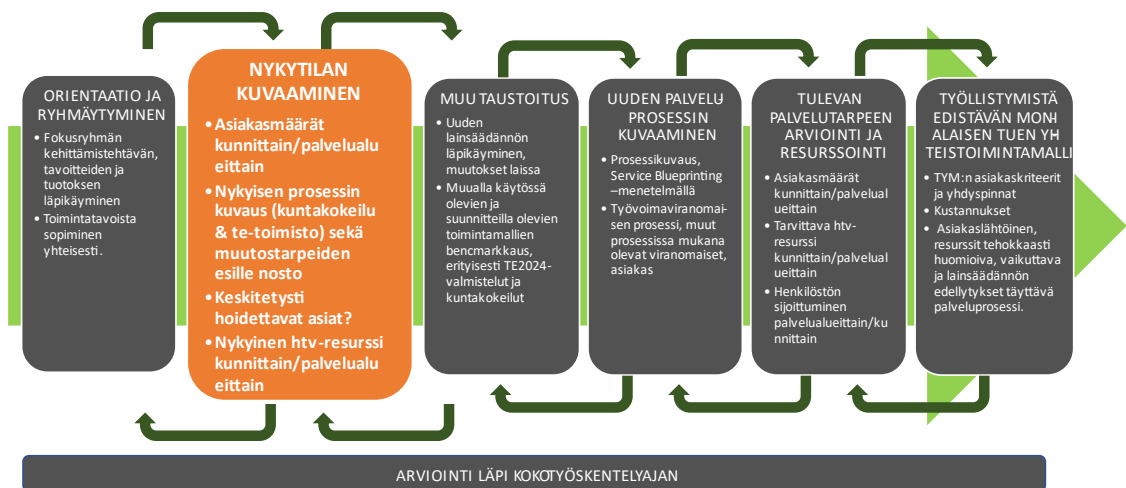 ORIENTAATIO JA
RYHMÄYTYMINEN
• Fokusryhmän
kehittämistehtävän,
tavoitteiden ja
tuotoksen
läpikäyminen
• Toimintatavoista
sopiminen
yhteisesti.
NYKYTILAN
KUVAAMINEN
• Asiakasmäärät
kunnittain/palvelualu
eittain
• Nykyisen prosessin
kuvaus (kuntakokeilu
& te-toimisto) sekä
muutostarpeiden
esille nosto
• Keskitetysti
hoidettavat asiat?
• Nykyinen htv-resurssi
kunnittain/palvelualu
eittain
MUU TAUSTOITUS
• Uuden
lainsäädännön
läpikäyminen,
muutokset laissa
• Muualla käytössä
olevien ja
suunnitteilla olevien
toimintamallien
bencmarkkaus,
erityisesti TE2024-
valmistelut ja
kuntakokeilut
UUDEN PALVELU-
PROSESSIN
KUVAAMINEN
• Prosessikuvaus,
Service Blueprinting
–menetelmällä
• Työvoimaviranomai-
sen prosessi, muut
prosessissa mukana
olevat viranomaiset,
asiakas
TULEVAN
PALVELUTARPEEN
ARVIOINTI JA
RESURSSOINTI
• Asiakasmäärät
kunnittain/palvelual
ueittain
• Tarvittava htv-
resurssi
kunnittain/palvelual
ueittain
• Henkilöstön
sijoittuminen
palvelualueittain/ku
nnittain
TYÖLLISTYMISTÄ
EDISTÄVÄN MONI-
ALAISEN TUEN YH-
TEISTOIMINTAMALLI
• TYM:n asiakaskriteerit
ja yhdyspinnat
• Kustannukset
• Asiakaslähtöinen,
resurssit tehokkaasti
huomioiva, vaikuttava
ja lainsäädännön
edellytykset täyttävä
palveluprosessi.
ARVIOINTI LÄPI KOKO TYÖSKENTELYAJAN